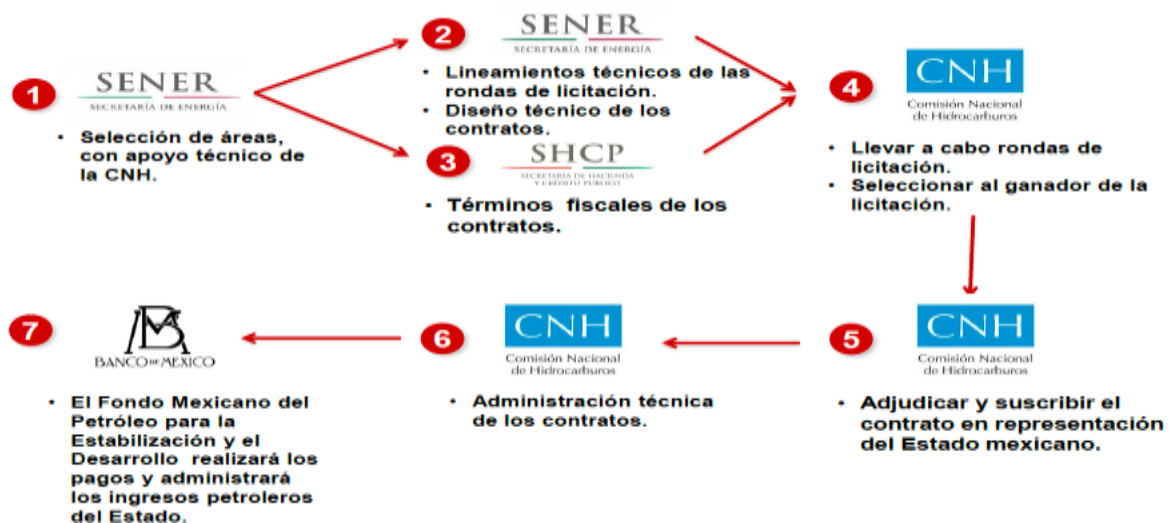 1
SENER
SECRETARÍA DE ENERGÍA
• Selección de áreas,
con apoyo técnico de
la CNH.
2
SENER
SECRETARÍA DE ENERGÍA
• Lineamientos técnicos de las
rondas de licitación.
• Diseño técnico de los
contratos.
3
SHCP
SECRETARÍA DE HACIENDA
Y CRÉDITO PÚBLICO
• Términos fiscales de los
contratos.
4
CNH
Comisión Nacional
de Hidrocarburos
• Llevar a cabo rondas de
licitación.
• Seleccionar al ganador de la
licitación.
5
CNH
Comisión Nacional
de Hidrocarburos
• Adjudicar y suscribir el
contrato en representación
del Estado mexicano.
6
CNH
Comisión Nacional
de Hidrocarburos
• Administración técnica
de los contratos.
7
BM
BANCO DE MEXICO
• El Fondo Mexicano del
Petróleo para la
Estabilización y el
Desarrollo realizará los
pagos y administrará
los ingresos petroleros
del Estado.